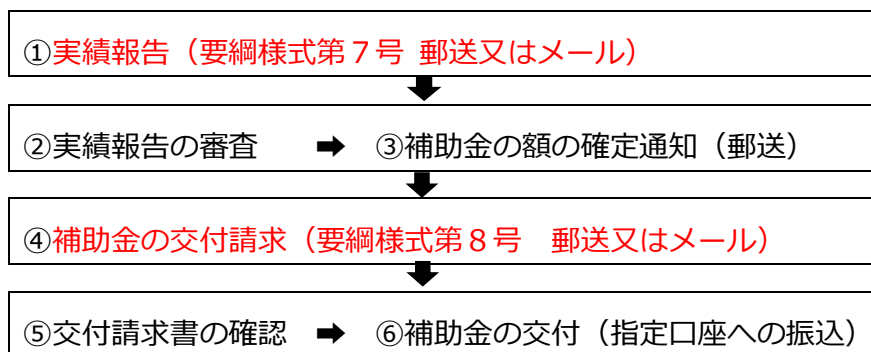 ①実績報告（要綱様式第７号 郵送又はメール）
②実績報告の審査　➡　③補助金の額の確定通知（郵送）
④補助金の交付請求（要綱様式第８号　郵送又はメール）
⑤交付請求書の確認　➡　⑥補助金の交付（指定口座への振込）